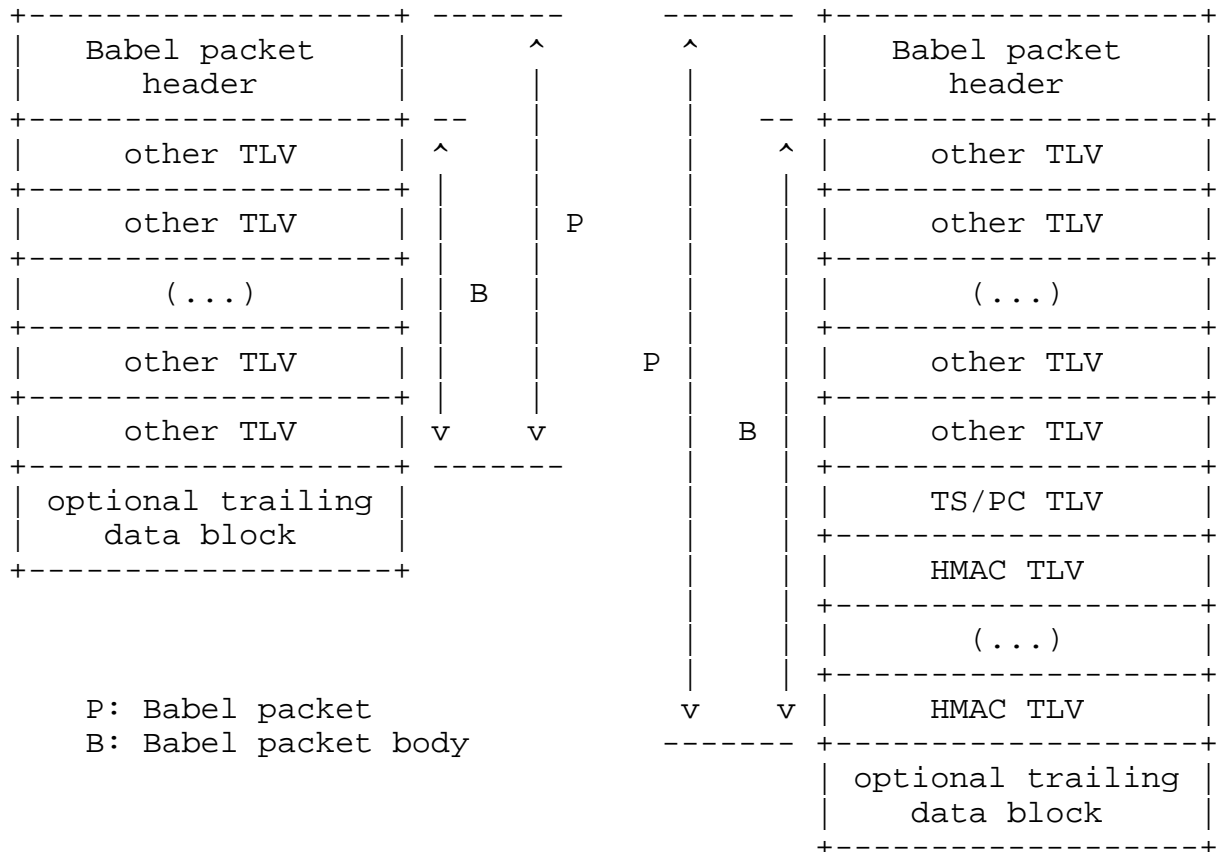 Babel packet
header
other TLV
other TLV
(...)
other TLV
other TLV
optional trailing
data block
B
P
P: Babel packet
B: Babel packet body
P
B
Babel packet
header
other TLV
other TLV
(...)
other TLV
other TLV
TS/PC TLV
HMAC TLV
(...)
HMAC TLV
optional trailing
data block